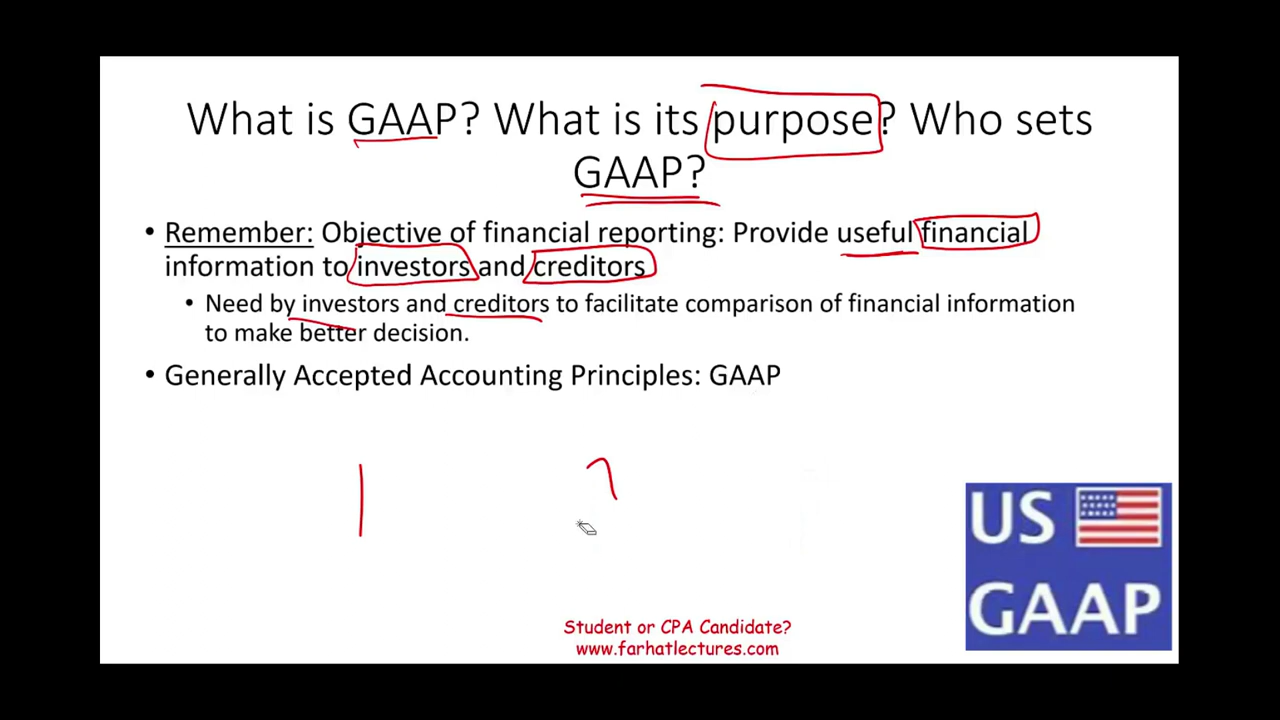 What is GAAP? What is its purpose? Who sets
GAAP?
• Remember: Objective of financial reporting: Provide useful financial
information to investors and creditors
• Need by investors and creditors to facilitate comparison of financial information
to make better decision.
• Generally Accepted Accounting Principles: GAAP
US
GAAP
Student or CPA Candidate?
www.farhatlectures.com